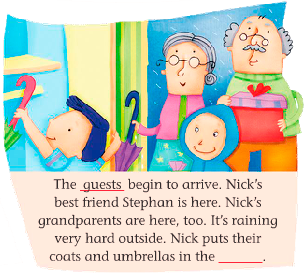 The guests begin to arrive. Nick's
best friend Stephan is here. Nick's
grandparents are here, too. It's raining
very hard outside. Nick puts their
coats and umbrellas in the ______.